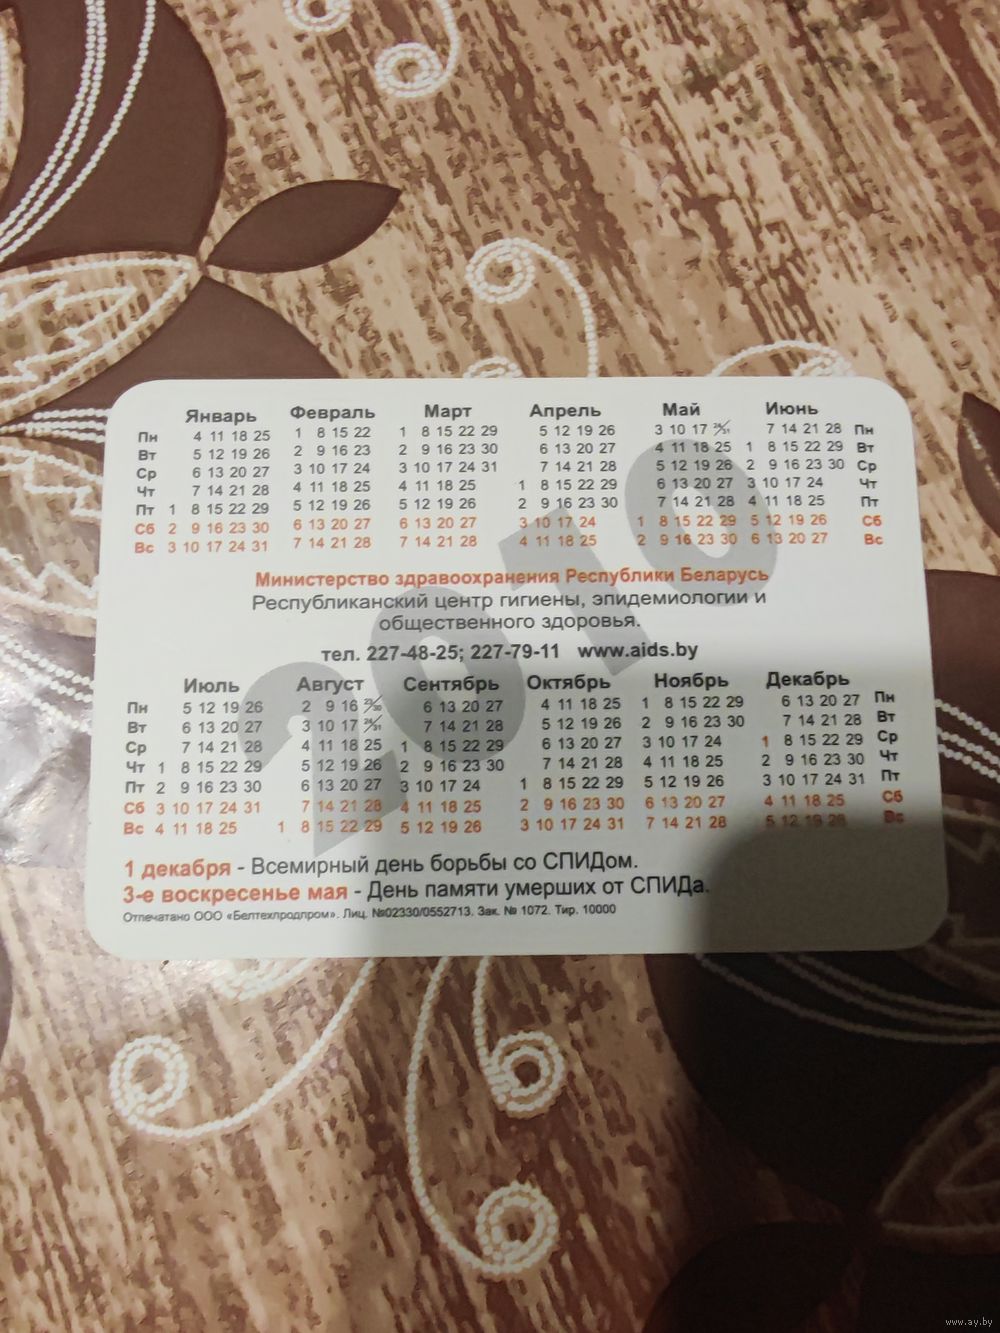 Январь Февраль Март Апрель Май Июнь
Пн 4 11 18 25 1 8 15 22 1 8 15 22 29 5 12 19 26 3 10 17 24/31 7 14 21 28 Пн
Вт 5 12 19 26 2 9 16 23 2 9 16 23 30 6 13 20 27 4 11 18 25 1 8 15 22 29 Вт
Ср 6 13 20 27 3 10 17 24 3 10 17 24 31 7 14 21 28 5 12 19 26 2 9 16 23 30 Ср
Чт 7 14 21 28 4 11 18 25 4 11 18 25 1 8 15 22 29 6 13 20 27 3 10 17 24 Чт
Пт 1 8 15 22 29 5 12 19 26 5 12 19 26 2 9 16 23 30 7 14 21 28 4 11 18 25 Пт
Сб 2 9 16 23 30 6 13 20 27 6 13 20 27 3 10 17 24 1 8 15 22 29 5 12 19 26 Сб
Вс 3 10 17 24 31 7 14 21 28 7 14 21 28 4 11 18 25 2 9 16 23 30 6 13 20 27 Вс
2010
Министерство здравоохранения Республики Беларусь
Республиканский центр гигиены, эпидемиологии и
общественного здоровья.
тел. 227-48-25; 227-79-11 www.aids.by
Июль Август Сентябрь Октябрь Ноябрь Декабрь
Пн 5 12 19 26 2 9 16 23/30 6 13 20 27 4 11 18 25 1 8 15 22 29 6 13 20 27 Пн
Вт 6 13 20 27 3 10 17 24/31 7 14 21 28 5 12 19 26 2 9 16 23 30 7 14 21 28 Вт
Ср 7 14 21 28 4 11 18 25 1 8 15 22 29 6 13 20 27 3 10 17 24 1 8 15 22 29 Ср
Чт 1 8 15 22 29 5 12 19 26 2 9 16 23 30 7 14 21 28 4 11 18 25 2 9 16 23 30 Чт
Пт 2 9 16 23 30 6 13 20 27 3 10 17 24 1 8 15 22 29 5 12 19 26 3 10 17 24 31 Пт
Сб 3 10 17 24 31 7 14 21 28 4 11 18 25 2 9 16 23 30 6 13 20 27 4 11 18 25 Сб
Вс 4 11 18 25 1 8 15 22 29 5 12 19 26 3 10 17 24 31 7 14 21 28 5 12 19 26 Вс
1 декабря - Всемирный день борьбы со СПИДом.
3-е воскресенье мая - День памяти умерших от СПИДа.
Отпечатано ООО «Белтехпродпром». Лиц. №02330/0552713. Зак. № 1072. Тир. 10000
www.ay.by